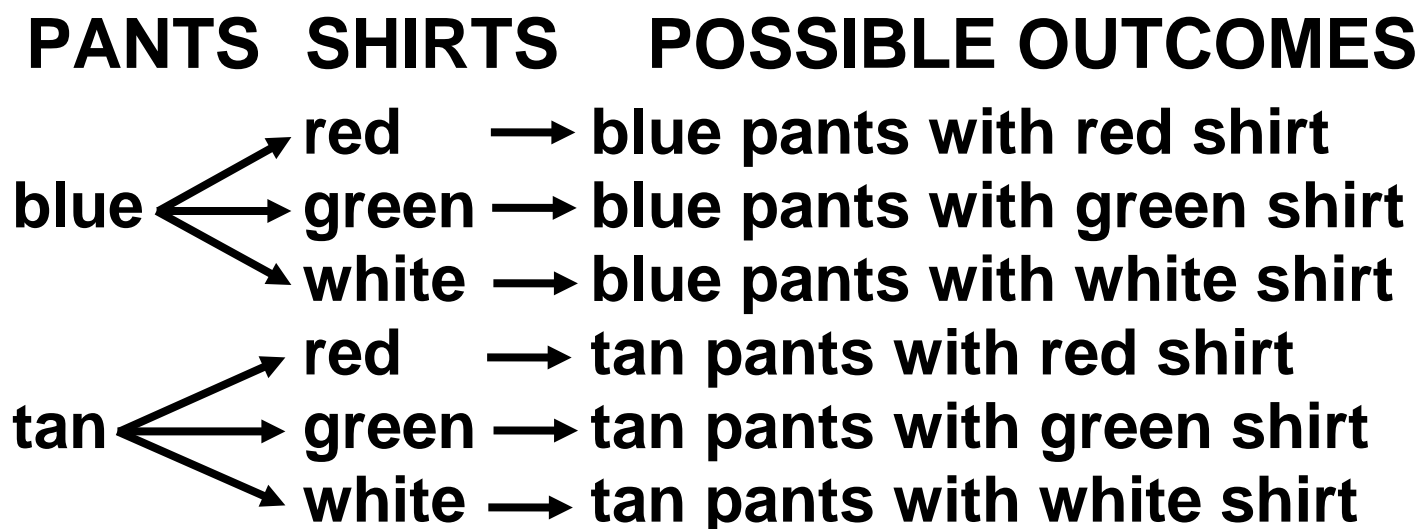 PANTS SHIRTS POSSIBLE OUTCOMES
red blue pants with red shirt
blue green blue pants with green shirt
white blue pants with white shirt
red tan pants with red shirt
tan green tan pants with green shirt
white tan pants with white shirt